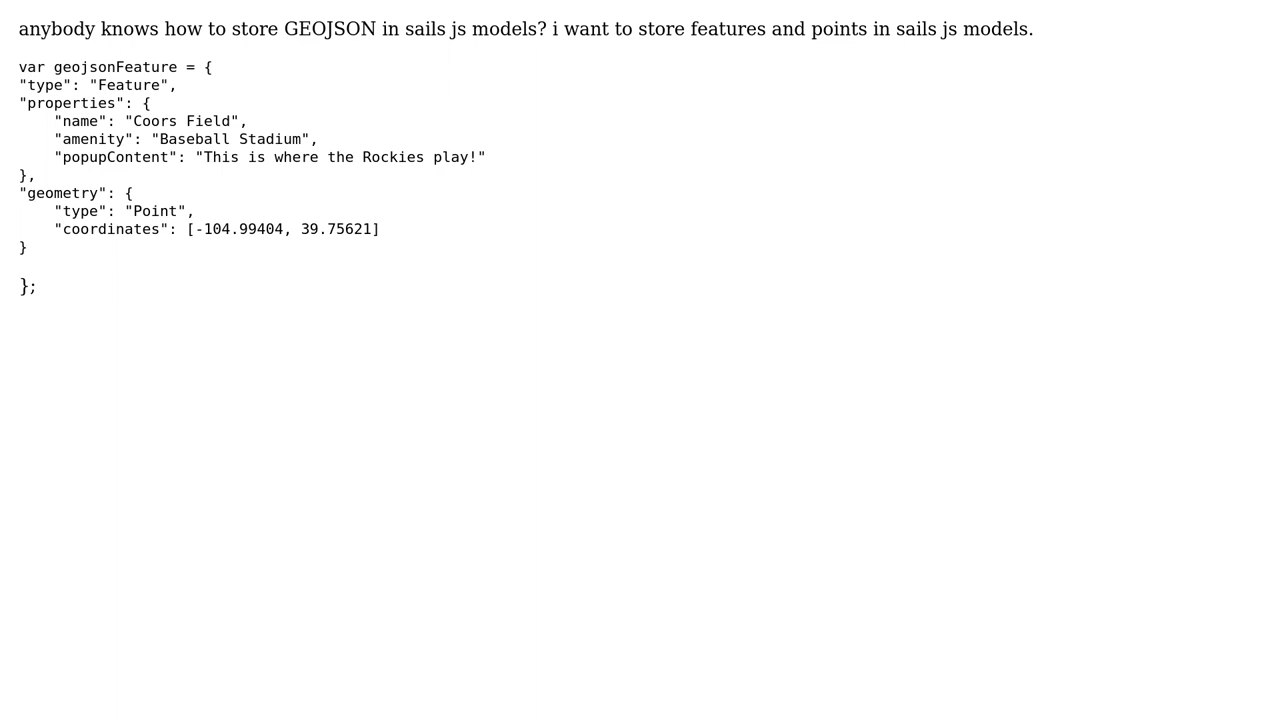 anybody knows how to store GEOJSON in sails js models? i want to store features and points in sails js models.
var geojsonFeature = {
"type": "Feature",
"properties": {
    "name": "Coors Field",
    "amenity": "Baseball Stadium",
    "popupContent": "This is where the Rockies play!"
},
"geometry": {
    "type": "Point",
    "coordinates": [-104.99404, 39.75621]
}
};